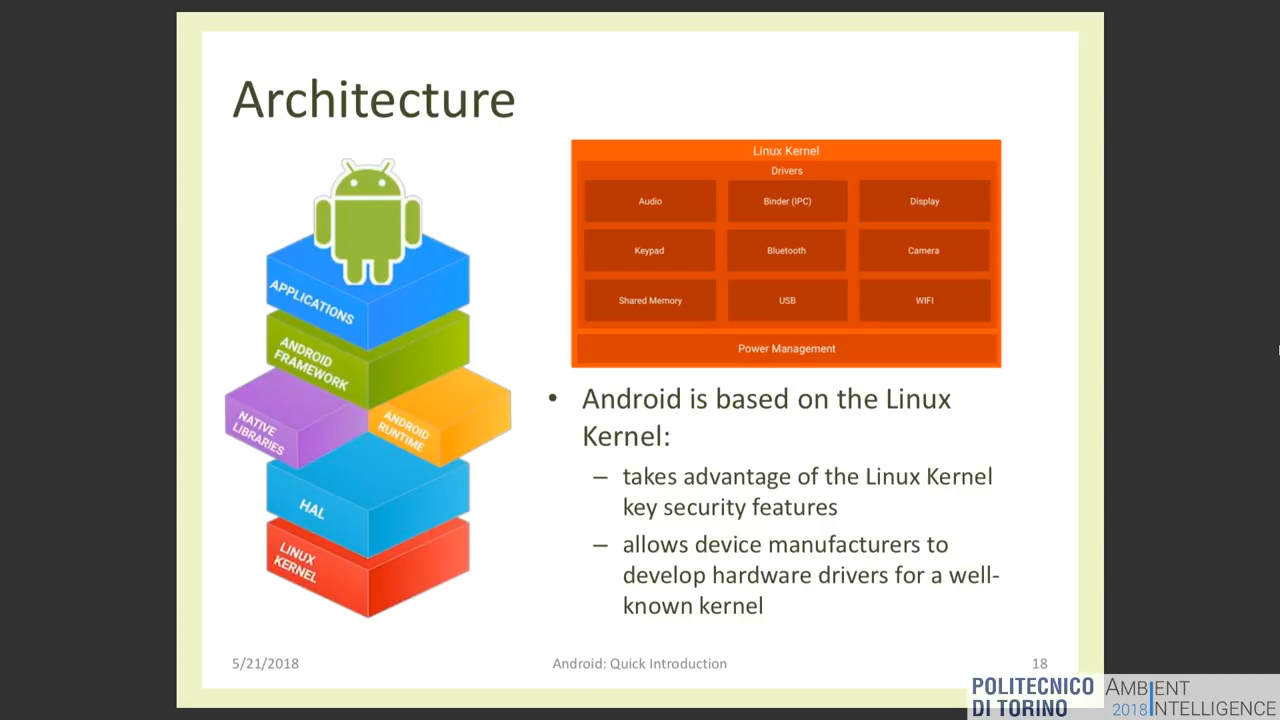 Architecture
APPLICATIONS
ANDROID
FRAMEWORK
NATIVE
LIBRARIES
ANDROID
RUNTIME
HAL
LINUX
KERNEL
Linux Kernel
Drivers
Audio
Binder (IPC)
Display
Keypad
Bluetooth
Camera
Shared Memory
USB
WIFI
Power Management
• Android is based on the Linux
Kernel:
– takes advantage of the Linux Kernel
key security features
– allows device manufacturers to
develop hardware drivers for a well-
known kernel
5/21/2018
Android: Quick Introduction
18
POLITECNICO
DI TORINO
AMBIENT
2018 INTELLIGENCE